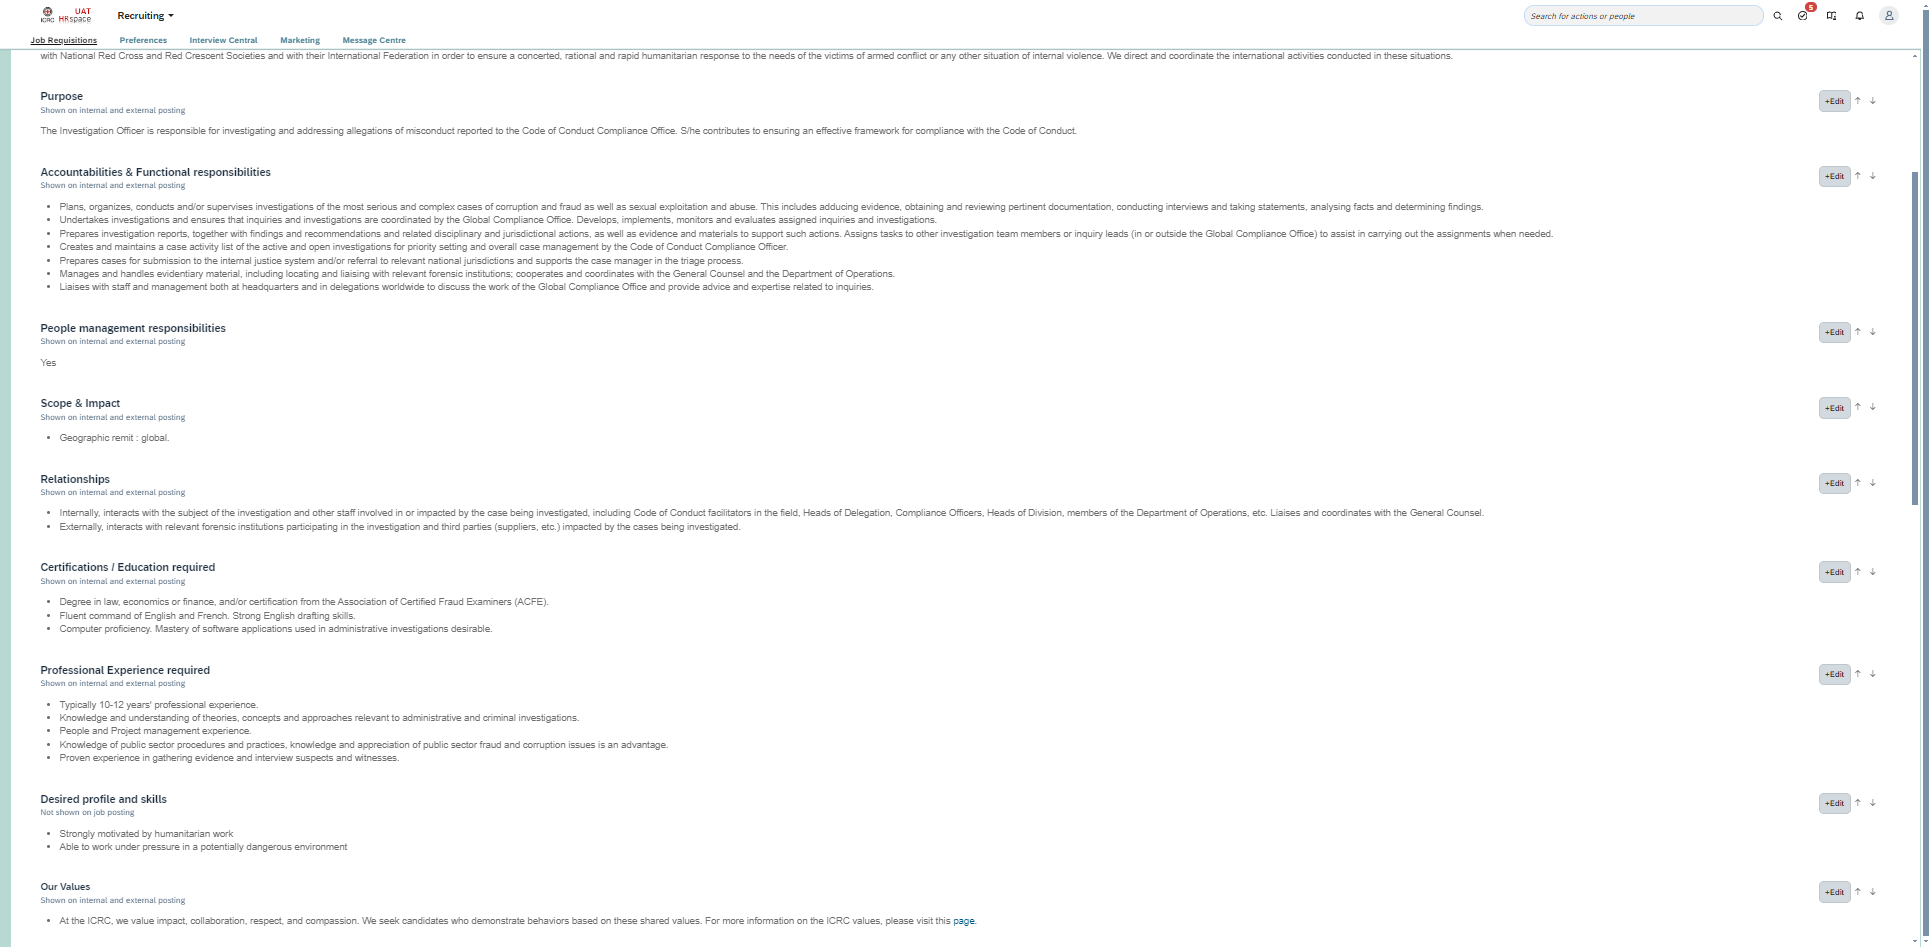 ICRC UAT HRspace
Recruiting
Search for actions or people
5
Job Requisitions Preferences Interview Central Marketing Message Centre
with National Red Cross and Red Crescent Societies and with their International Federation in order to ensure a concerted, rational and rapid humanitarian response to the needs of the victims of armed conflict or any other situation of internal violence. We direct and coordinate the international activities conducted in these situations.
Purpose
+Edit
Shown on internal and external posting
The Investigation Officer is responsible for investigating and addressing allegations of misconduct reported to the Code of Conduct Compliance Office. S/he contributes to ensuring an effective framework for compliance with the Code of Conduct.
Accountabilities & Functional responsibilities
+Edit
Shown on internal and external posting
• Plans, organizes, conducts and/or supervises investigations of the most serious and complex cases of corruption and fraud as well as sexual exploitation and abuse. This includes adducing evidence, obtaining and reviewing pertinent documentation, conducting interviews and taking statements, analysing facts and determining findings.
• Undertakes investigations and ensures that inquiries and investigations are coordinated by the Global Compliance Office. Develops, implements, monitors and evaluates assigned inquiries and investigations.
• Prepares investigation reports, together with findings and recommendations and related disciplinary and jurisdictional actions, as well as evidence and materials to support such actions. Assigns tasks to other investigation team members or inquiry leads (in or outside the Global Compliance Office) to assist in carrying out the assignments when needed.
• Creates and maintains a case activity list of the active and open investigations for priority setting and overall case management by the Code of Conduct Compliance Officer.
• Prepares cases for submission to the internal justice system and/or referral to relevant national jurisdictions and supports the case manager in the triage process.
• Manages and handles evidentiary material, including locating and liaising with relevant forensic institutions; cooperates and coordinates with the General Counsel and the Department of Operations.
• Liaises with staff and management both at headquarters and in delegations worldwide to discuss the work of the Global Compliance Office and provide advice and expertise related to inquiries.
People management responsibilities
+Edit
Shown on internal and external posting
Yes
Scope & Impact
+Edit
Shown on internal and external posting
• Geographic remit : global.
Relationships
+Edit
Shown on internal and external posting
• Internally, interacts with the subject of the investigation and other staff involved in or impacted by the case being investigated, including Code of Conduct facilitators in the field, Heads of Delegation, Compliance Officers, Heads of Division, members of the Department of Operations, etc. Liaises and coordinates with the General Counsel.
• Externally, interacts with relevant forensic institutions participating in the investigation and third parties (suppliers, etc.) impacted by the cases being investigated.
Certifications / Education required
+Edit
Shown on internal and external posting
• Degree in law, economics or finance, and/or certification from the Association of Certified Fraud Examiners (ACFE).
• Fluent command of English and French. Strong English drafting skills.
• Computer proficiency. Mastery of software applications used in administrative investigations desirable.
Professional Experience required
+Edit
Shown on internal and external posting
• Typically 10-12 years' professional experience.
• Knowledge and understanding of theories, concepts and approaches relevant to administrative and criminal investigations.
• People and Project management experience.
• Knowledge of public sector procedures and practices, knowledge and appreciation of public sector fraud and corruption issues is an advantage.
• Proven experience in gathering evidence and interview suspects and witnesses.
Desired profile and skills
+Edit
Not shown on job posting
• Strongly motivated by humanitarian work
• Able to work under pressure in a potentially dangerous environment
Our Values
+Edit
Shown on internal and external posting
• At the ICRC, we value impact, collaboration, respect, and compassion. We seek candidates who demonstrate behaviors based on these shared values. For more information on the ICRC values, please visit this page.